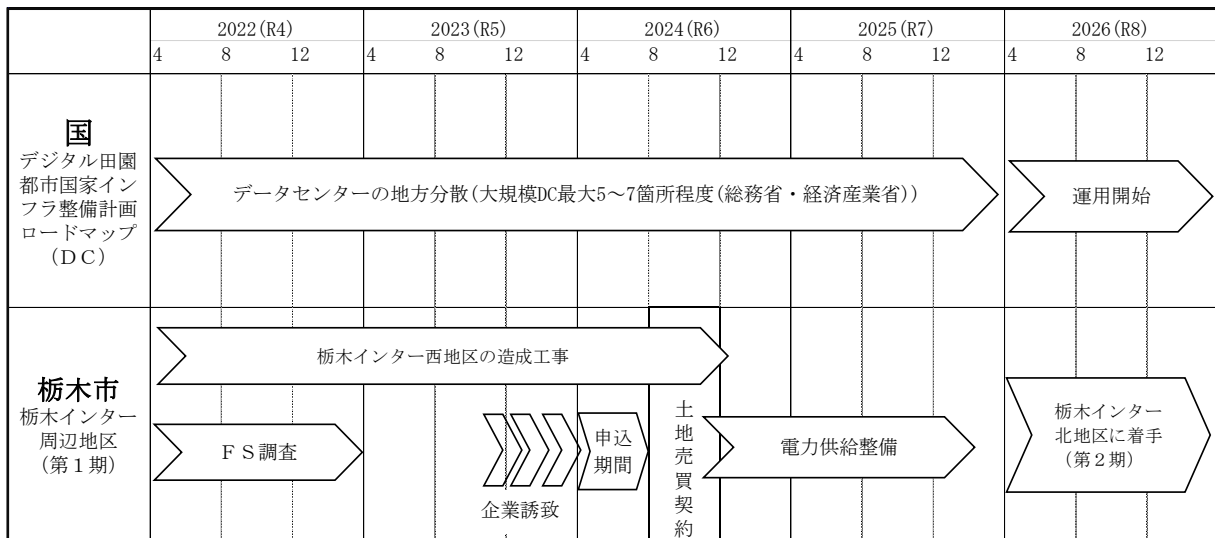 2022(R4) 2023(R5) 2024(R6) 2025(R7) 2026(R8)
4 8 12 4 8 12 4 8 12 4 8 12 4 8 12
国
デジタル田園
都市国家イン
フラ整備計画
ロードマップ
(DC)
データセンターの地方分散(大規模DC最大5～7箇所程度(総務省・経済産業省))
運用開始
栃木市
栃木インター
周辺地区
(第1期)
栃木インター西地区の造成工事
FS調査
企業誘致
申込
期間
土地売買契約
電力供給整備
栃木インター
北地区に着手
(第2期)